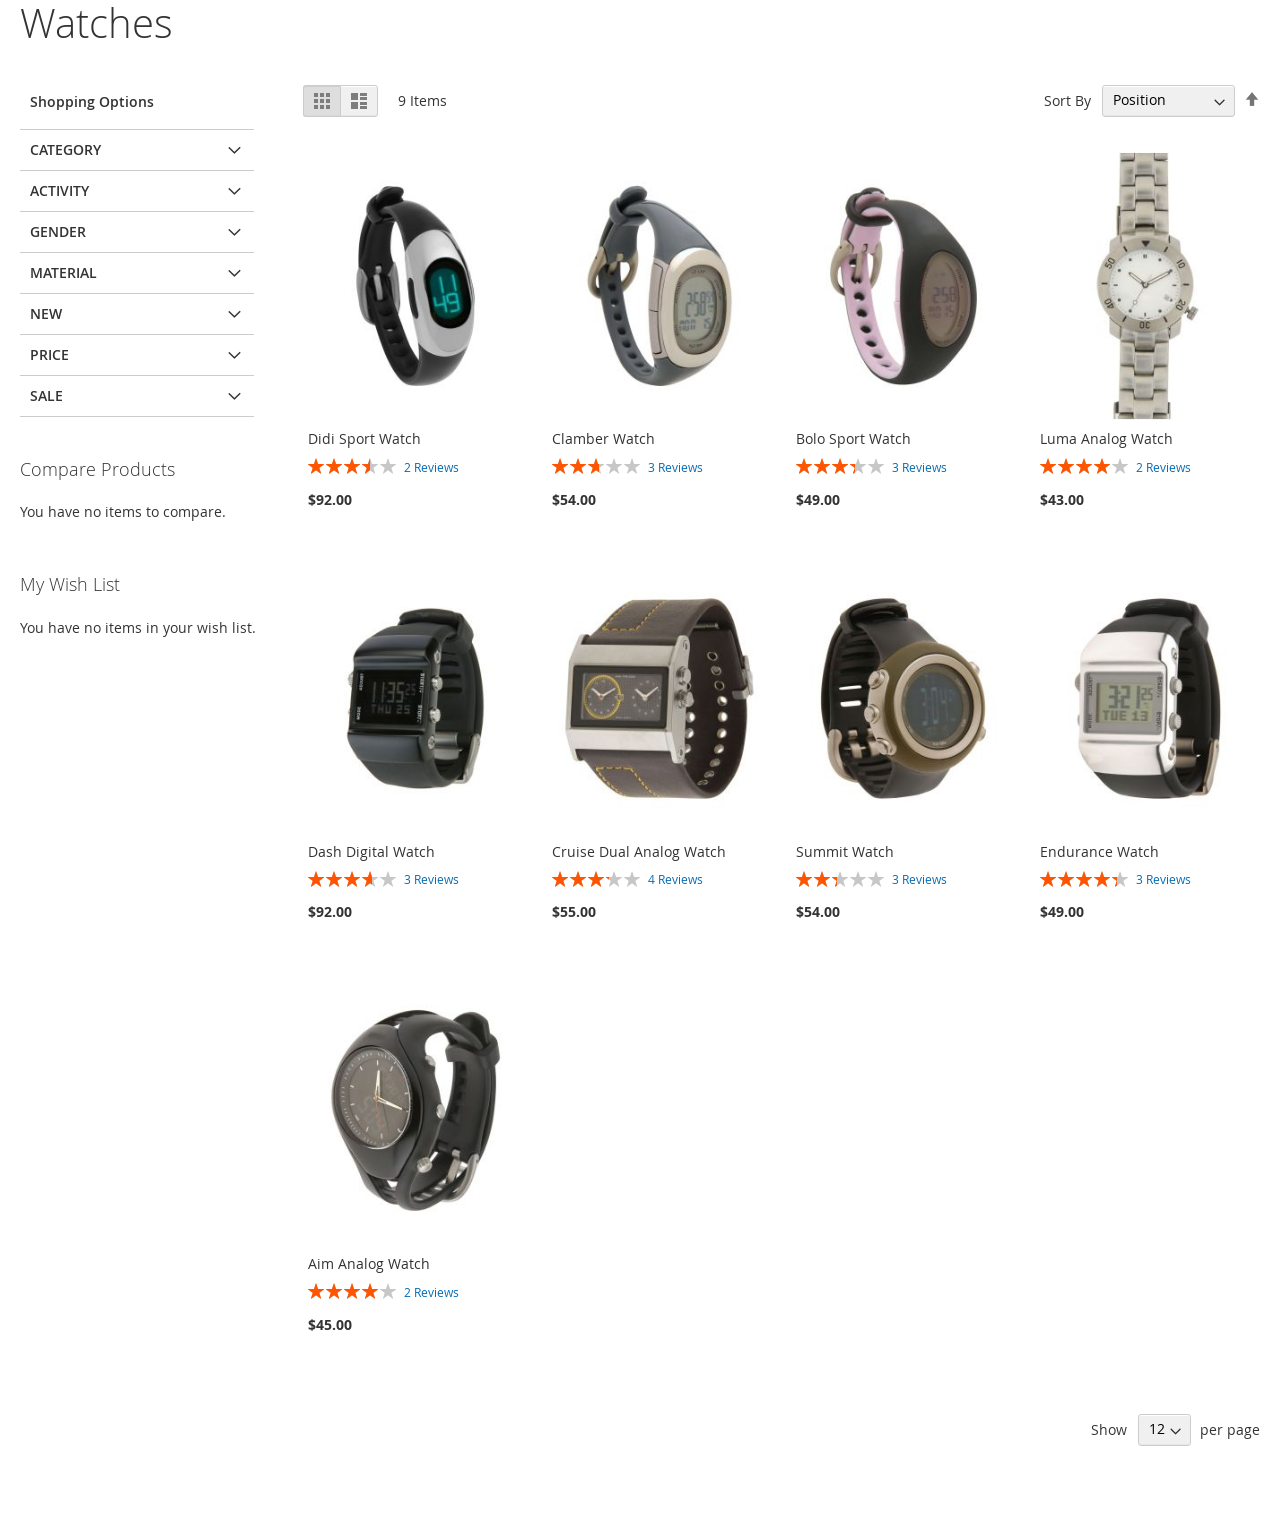 Watches
Shopping Options
CATEGORY
ACTIVITY
GENDER
MATERIAL
NEW
PRICE
SALE
Compare Products
You have no items to compare.
My Wish List
You have no items in your wish list.
9 Items
Sort By Position
Didi Sport Watch
2 Reviews
$92.00
Clamber Watch
3 Reviews
$54.00
Bolo Sport Watch
3 Reviews
$49.00
Luma Analog Watch
2 Reviews
$43.00
Dash Digital Watch
3 Reviews
$92.00
Cruise Dual Analog Watch
4 Reviews
$55.00
Summit Watch
3 Reviews
$54.00
Endurance Watch
3 Reviews
$49.00
Aim Analog Watch
2 Reviews
$45.00
Show 12 per page